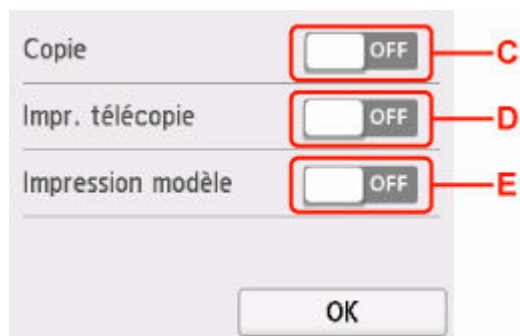 Copie OFF C
Impr. télécopie OFF D
Impression modèle OFF E
OK